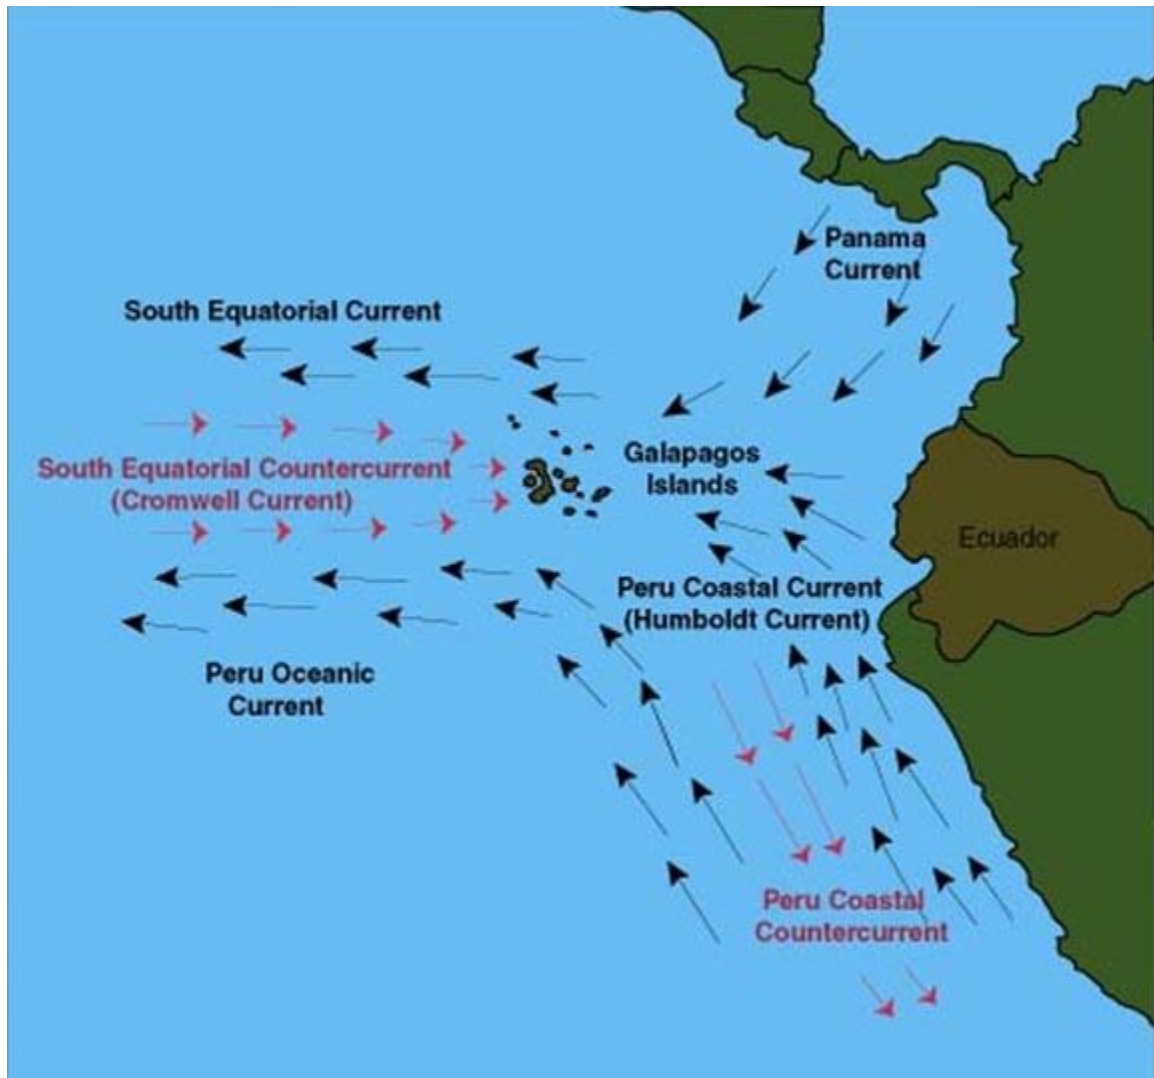 Panama
Current
South Equatorial Current
Galapagos
Islands
South Equatorial Countercurrent
(Cromwell Current)
Ecuador
Peru Coastal Current
(Humboldt Current)
Peru Oceanic
Current
Peru Coastal
Countercurrent